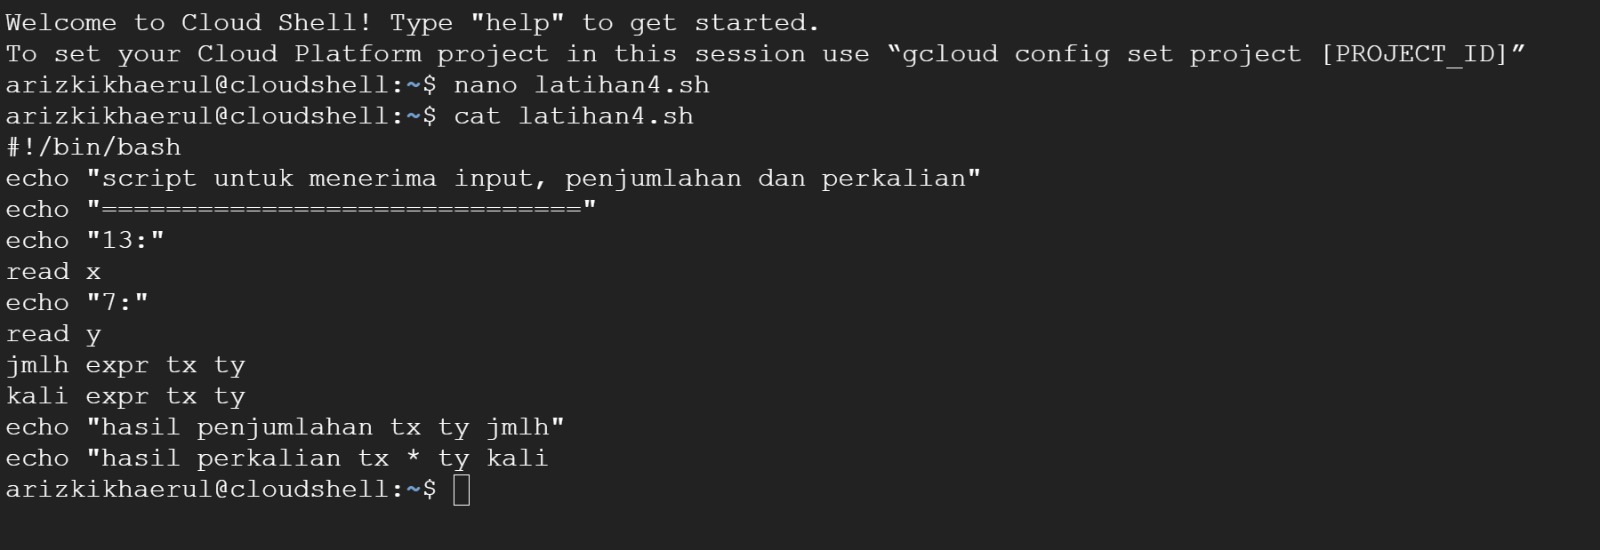 Welcome to Cloud Shell! Type "help" to get started.
To set your Cloud Platform project in this session use “gcloud config set project [PROJECT_ID]”
arizkikhaerul@cloudshell:~$ nano latihan4.sh
arizkikhaerul@cloudshell:~$ cat latihan4.sh
#!/bin/bash
echo "script untuk menerima input, penjumlahan dan perkalian"
echo "=============================="
echo "13:"
read x
echo "7:"
read y
jmlh expr tx ty
kali expr tx ty
echo "hasil penjumlahan tx ty jmlh"
echo "hasil perkalian tx * ty kali
arizkikhaerul@cloudshell:~$